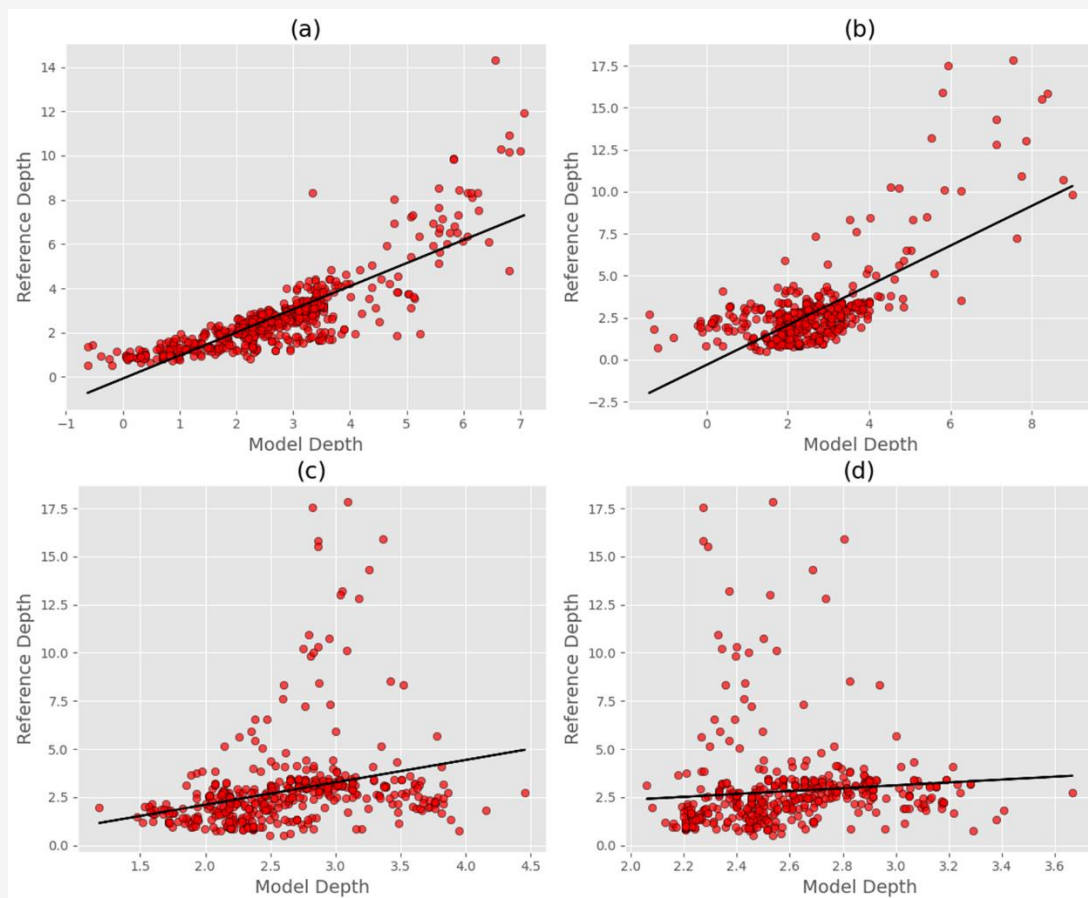 (a)
Reference Depth
14
12
10
8
6
4
2
0
−1 0 1 2 3 4 5 6 7
Model Depth
(b)
Reference Depth
17.5
15.0
12.5
10.0
7.5
5.0
2.5
0.0
−2.5
0 2 4 6 8
Model Depth
(c)
Reference Depth
17.5
15.0
12.5
10.0
7.5
5.0
2.5
0.0
1.5 2.0 2.5 3.0 3.5 4.0 4.5
Model Depth
(d)
Reference Depth
17.5
15.0
12.5
10.0
7.5
5.0
2.5
0.0
2.0 2.2 2.4 2.6 2.8 3.0 3.2 3.4 3.6
Model Depth